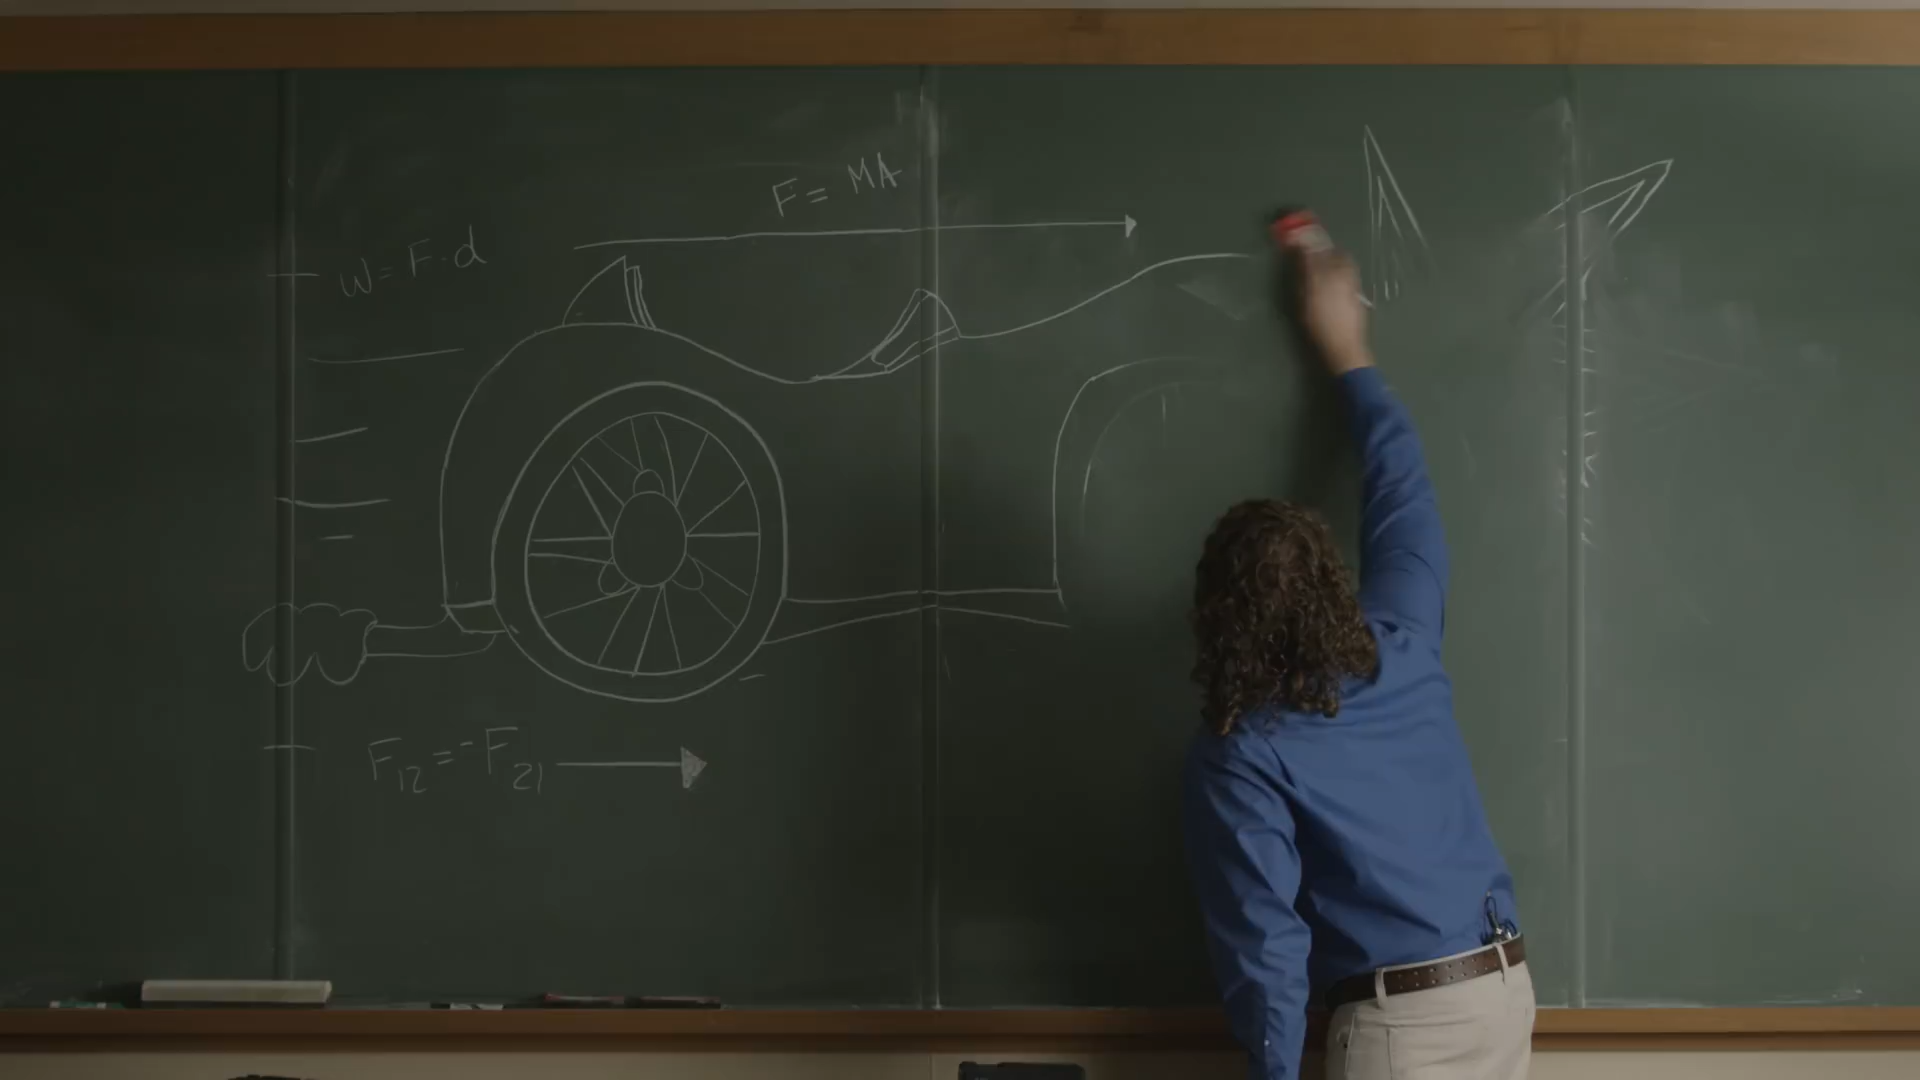 F = MA
W = F · d
F₁₂ = -F₂₁